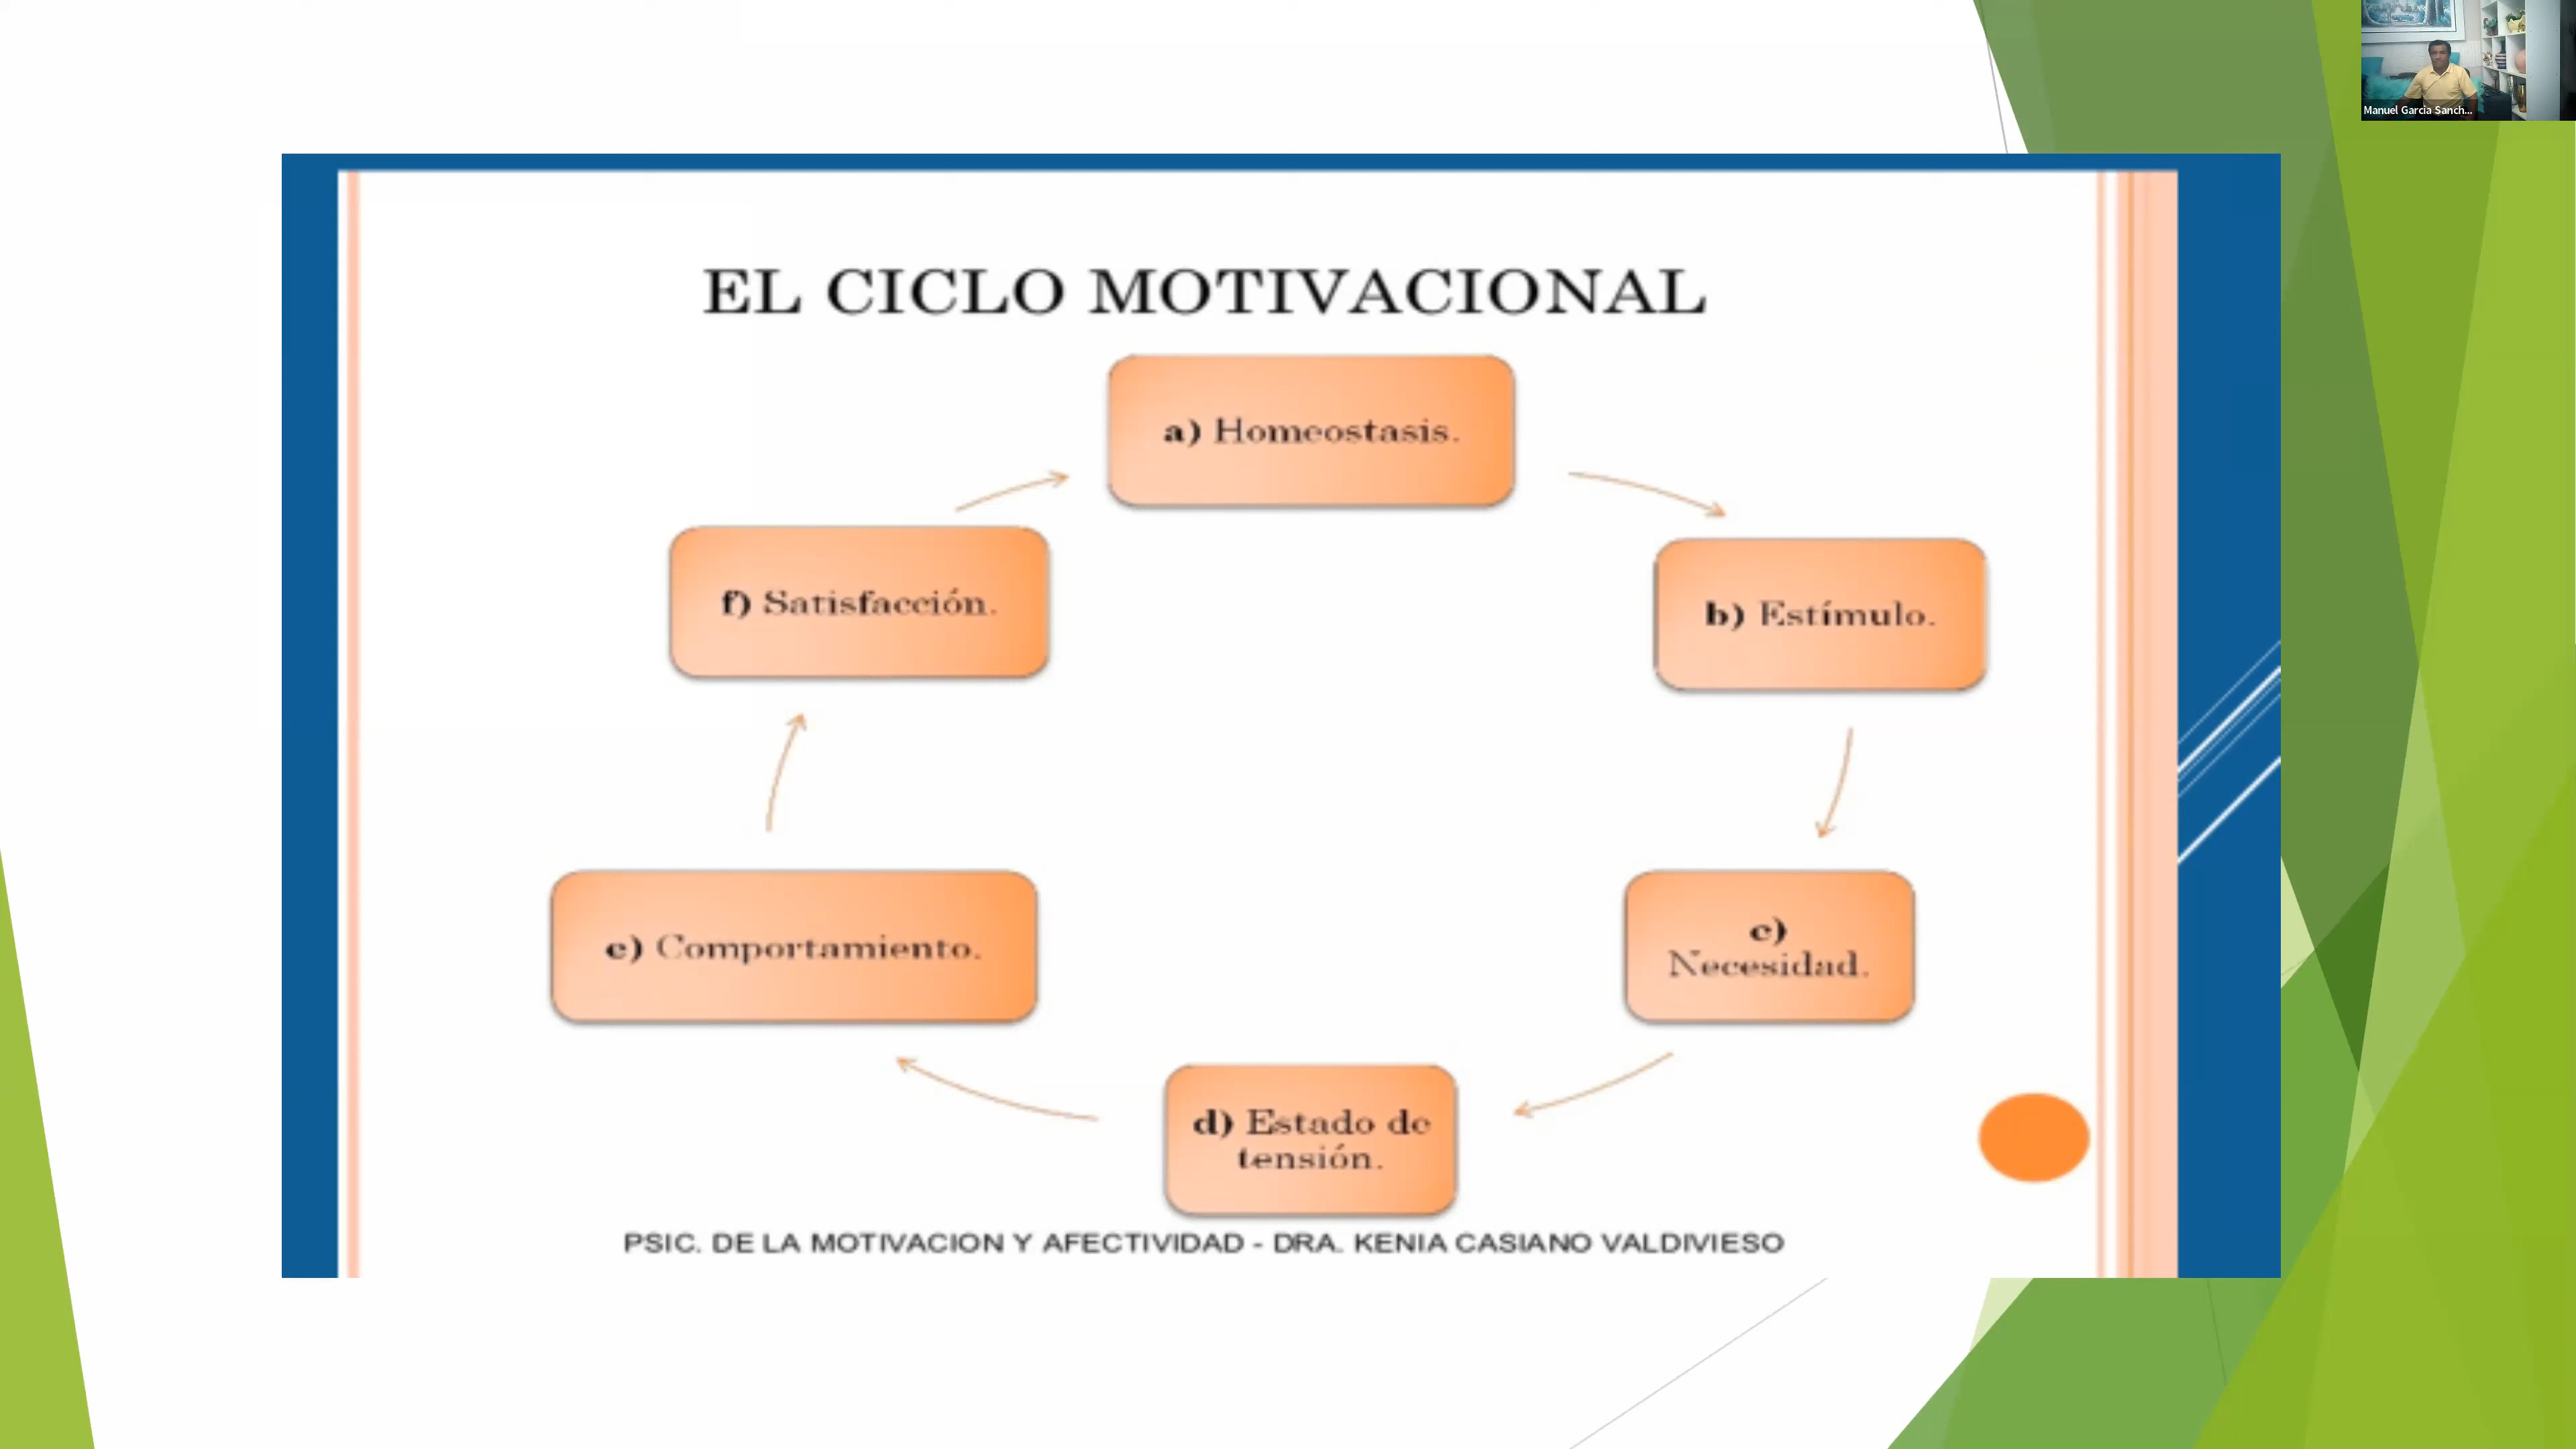 Manuel Garcia Sanch...
EL CICLO MOTIVACIONAL
a) Homeostasis.
b) Estímulo.
c)
Necesidad.
d) Estado de
tensión.
e) Comportamiento.
f) Satisfacción.
PSIC. DE LA MOTIVACION Y AFECTIVIDAD - DRA. KENIA CASIANO VALDIVIESO